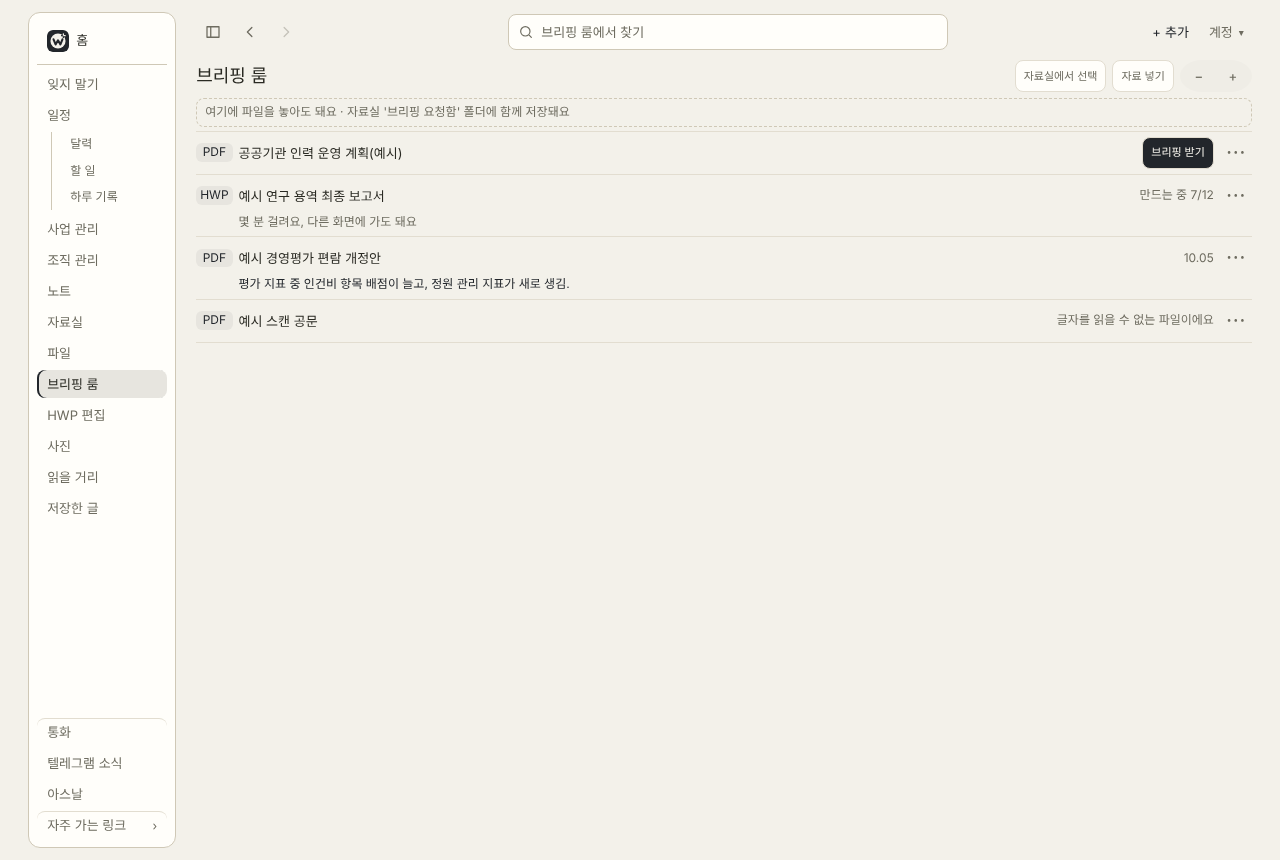 홈
브리핑 룸에서 찾기
+ 추가
계정 ▾
잊지 말기
일정
달력
할 일
하루 기록
사업 관리
조직 관리
노트
자료실
파일
브리핑 룸
HWP 편집
사진
읽을 거리
저장한 글
통화
텔레그램 소식
아스날
자주 가는 링크 ›
브리핑 룸
자료실에서 선택
자료 넣기
− +
여기에 파일을 놓아도 돼요 · 자료실 '브리핑 요청함' 폴더에 함께 저장돼요
PDF 공공기관 인력 운영 계획(예시) 브리핑 받기 ···
HWP 예시 연구 용역 최종 보고서 만드는 중 7/12 ···
몇 분 걸려요, 다른 화면에 가도 돼요
PDF 예시 경영평가 편람 개정안 10.05 ···
평가 지표 중 인건비 항목 배점이 늘고, 정원 관리 지표가 새로 생김.
PDF 예시 스캔 공문 글자를 읽을 수 없는 파일이에요 ···